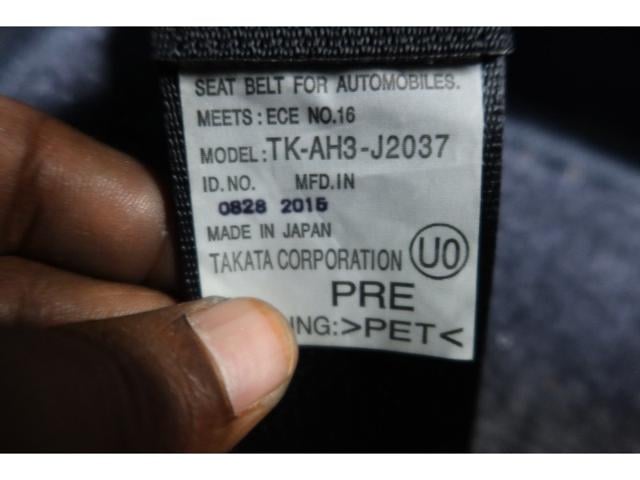 SEAT BELT FOR AUTOMOBILES.
MEETS : ECE NO.16
MODEL: TK-AH3-J2037
ID. NO. MFD. IN
0828 2015
MADE IN JAPAN
TAKATA CORPORATION U0
PRE
NG: >PET<